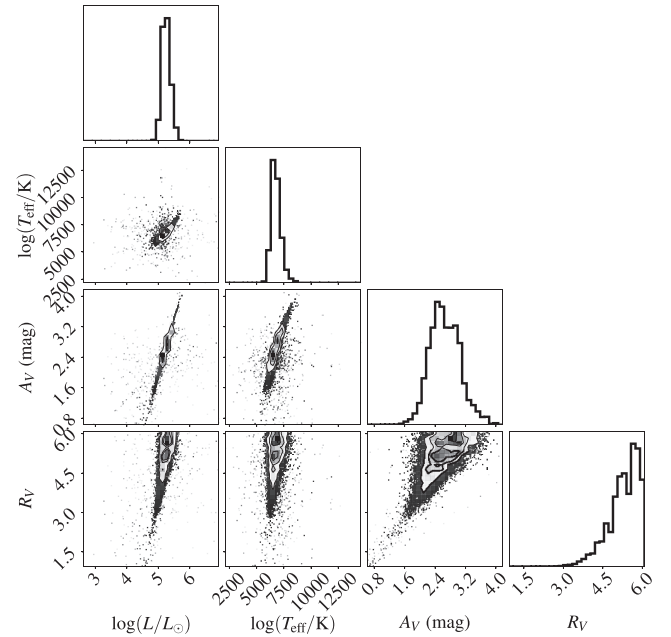 log(T_eff/K)
12500
10000
7500
5000
2500
A_V (mag)
4.0
3.2
2.4
1.6
0.8
R_V
6.0
4.5
3.0
1.5
3 4 5 6
2500 5000 7500 10000 12500
0.8 1.6 2.4 3.2 4.0
1.5 3.0 4.5 6.0
log(L/L_⊙) log(T_eff/K) A_V (mag) R_V